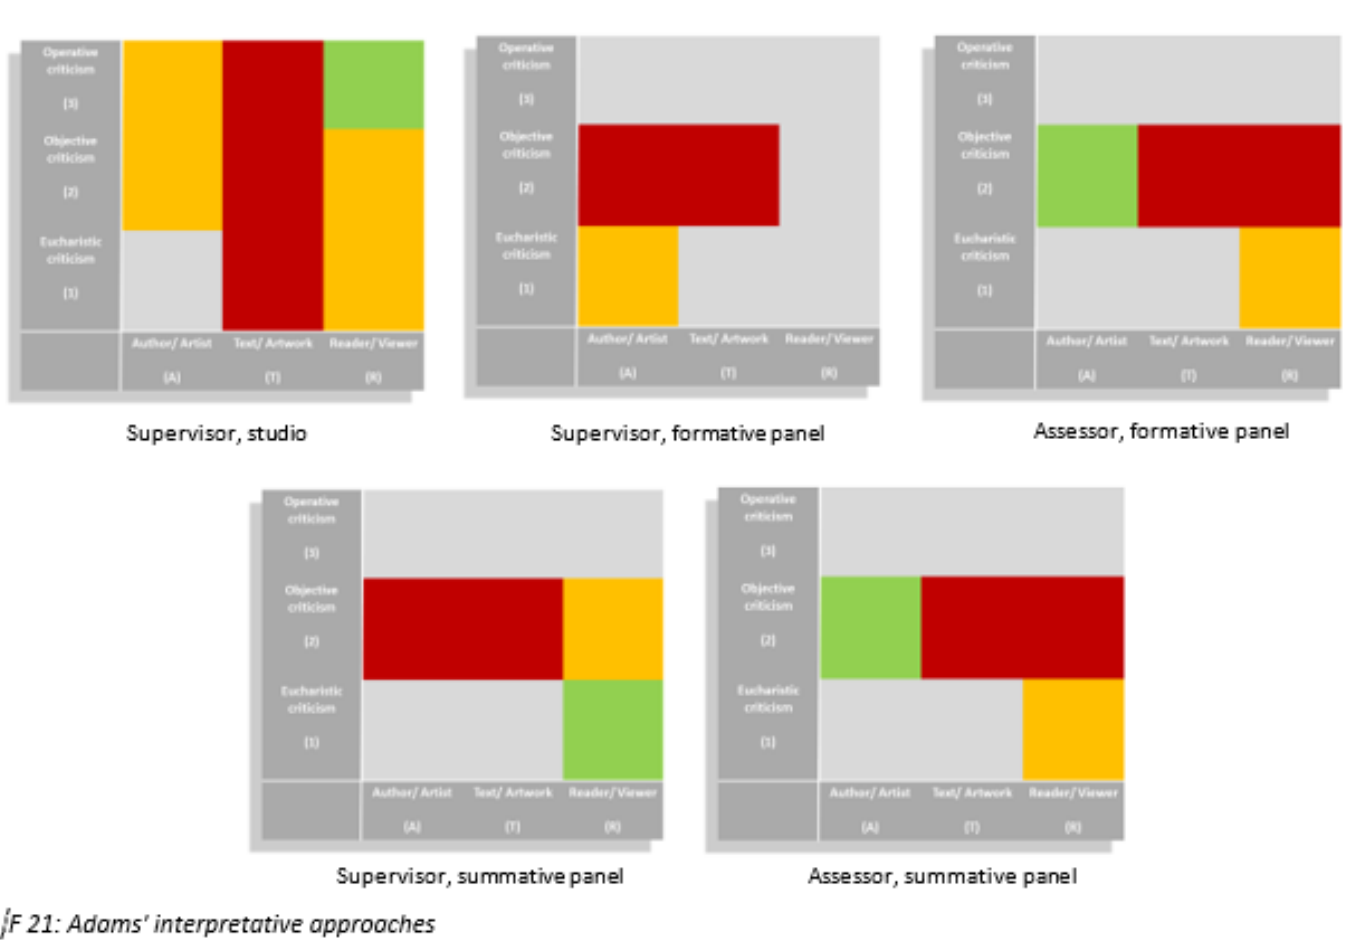 Operative
criticism
(3)
Objective
criticism
(2)
Eucharistic
criticism
(1)
Author/ Artist
(A)
Text/ Artwork
(T)
Reader/ Viewer
(R)
Supervisor, studio
Operative
criticism
(3)
Objective
criticism
(2)
Eucharistic
criticism
(1)
Author/ Artist
(A)
Text/ Artwork
(T)
Reader/ Viewer
(R)
Supervisor, formative panel
Operative
criticism
(3)
Objective
criticism
(2)
Eucharistic
criticism
(1)
Author/ Artist
(A)
Text/ Artwork
(T)
Reader/ Viewer
(R)
Assessor, formative panel
Operative
criticism
(3)
Objective
criticism
(2)
Eucharistic
criticism
(1)
Author/ Artist
(A)
Text/ Artwork
(T)
Reader/ Viewer
(R)
Supervisor, summative panel
Operative
criticism
(3)
Objective
criticism
(2)
Eucharistic
criticism
(1)
Author/ Artist
(A)
Text/ Artwork
(T)
Reader/ Viewer
(R)
Assessor, summative panel
F 21: Adams' interpretative approaches